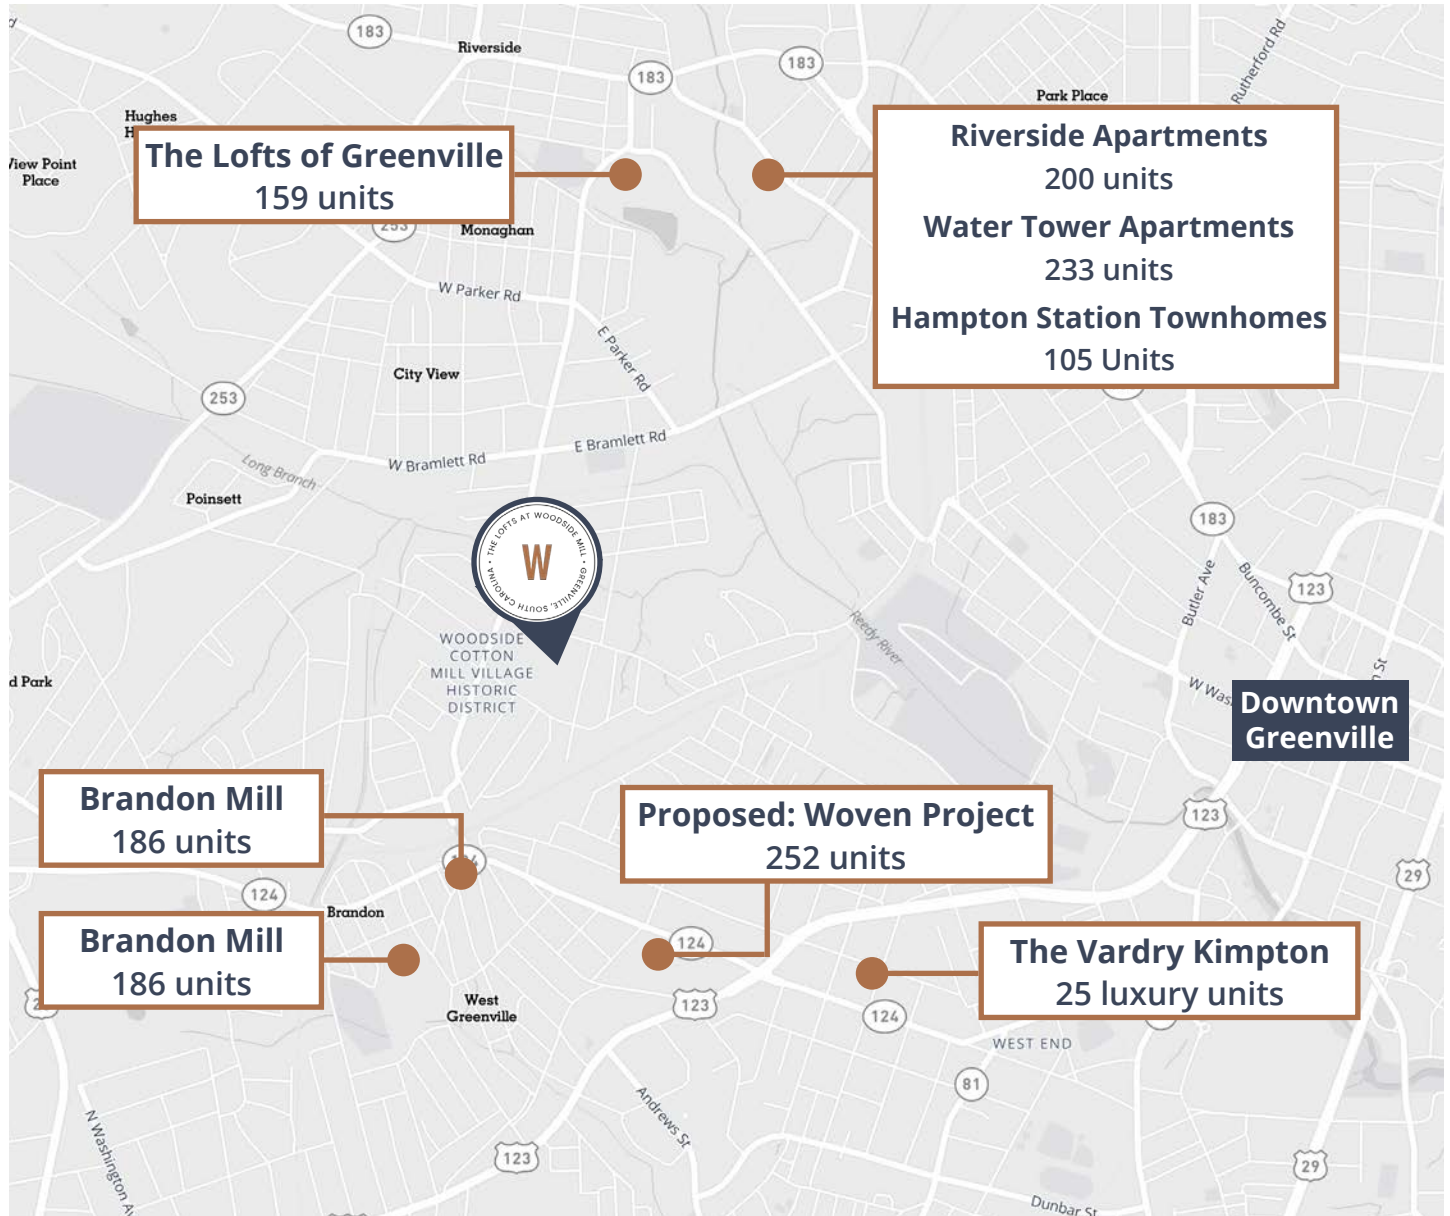 183
Riverside
183
183
Rutherford Rd
Park Place
Hughes
H
View Point
Place
The Lofts of Greenville
159 units
Riverside Apartments
200 units
Water Tower Apartments
233 units
Hampton Station Townhomes
105 Units
253
Monaghan
W Parker Rd
E Parker Rd
City View
253
E Bramlett Rd
W Bramlett Rd
Long Branch
Poinsett
183
THE LOFTS AT WOODSIDE MILL • GREENVILLE, SOUTH CAROLINA •
W
Butler Ave
Buncombe St
123
Reedy River
WOODSIDE
COTTON
MILL VILLAGE
HISTORIC
DISTRICT
d Park
W Was
n St
Downtown
Greenville
Brandon Mill
186 units
Proposed: Woven Project
252 units
123
29
124
Brandon
Brandon Mill
186 units
124
The Vardry Kimpton
25 luxury units
West
Greenville
123
124
WEST END
81
Andrews St
N Washington Av
123
29
Dunbar St